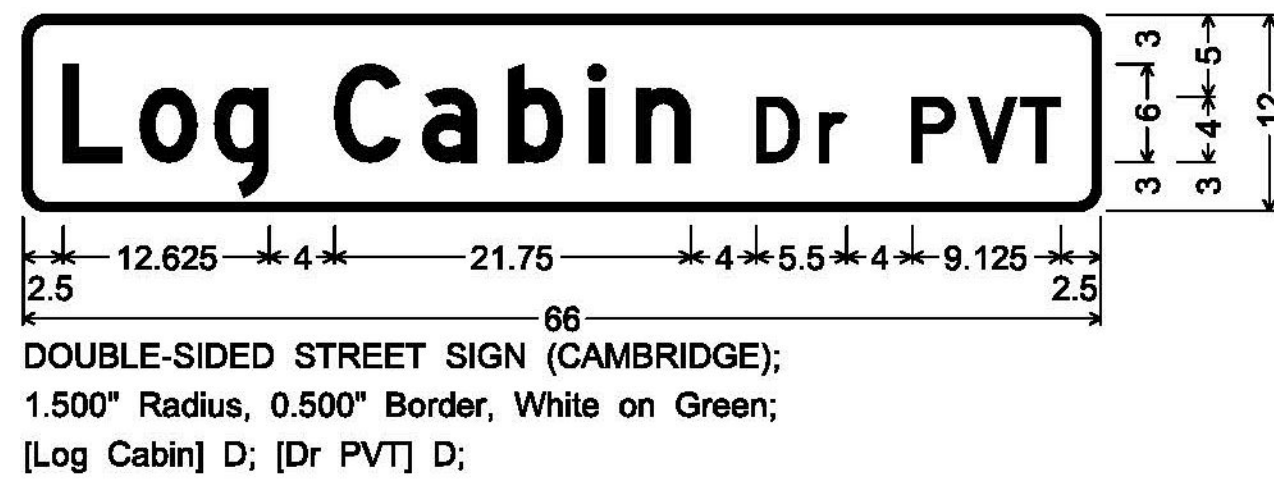 Log Cabin Dr PVT
3 6 3
5 4 3
12
2.5 12.625 4 21.75 4 5.5 4 9.125 2.5
66
DOUBLE-SIDED STREET SIGN (CAMBRIDGE);
1.500" Radius, 0.500" Border, White on Green;
[Log Cabin] D; [Dr PVT] D;